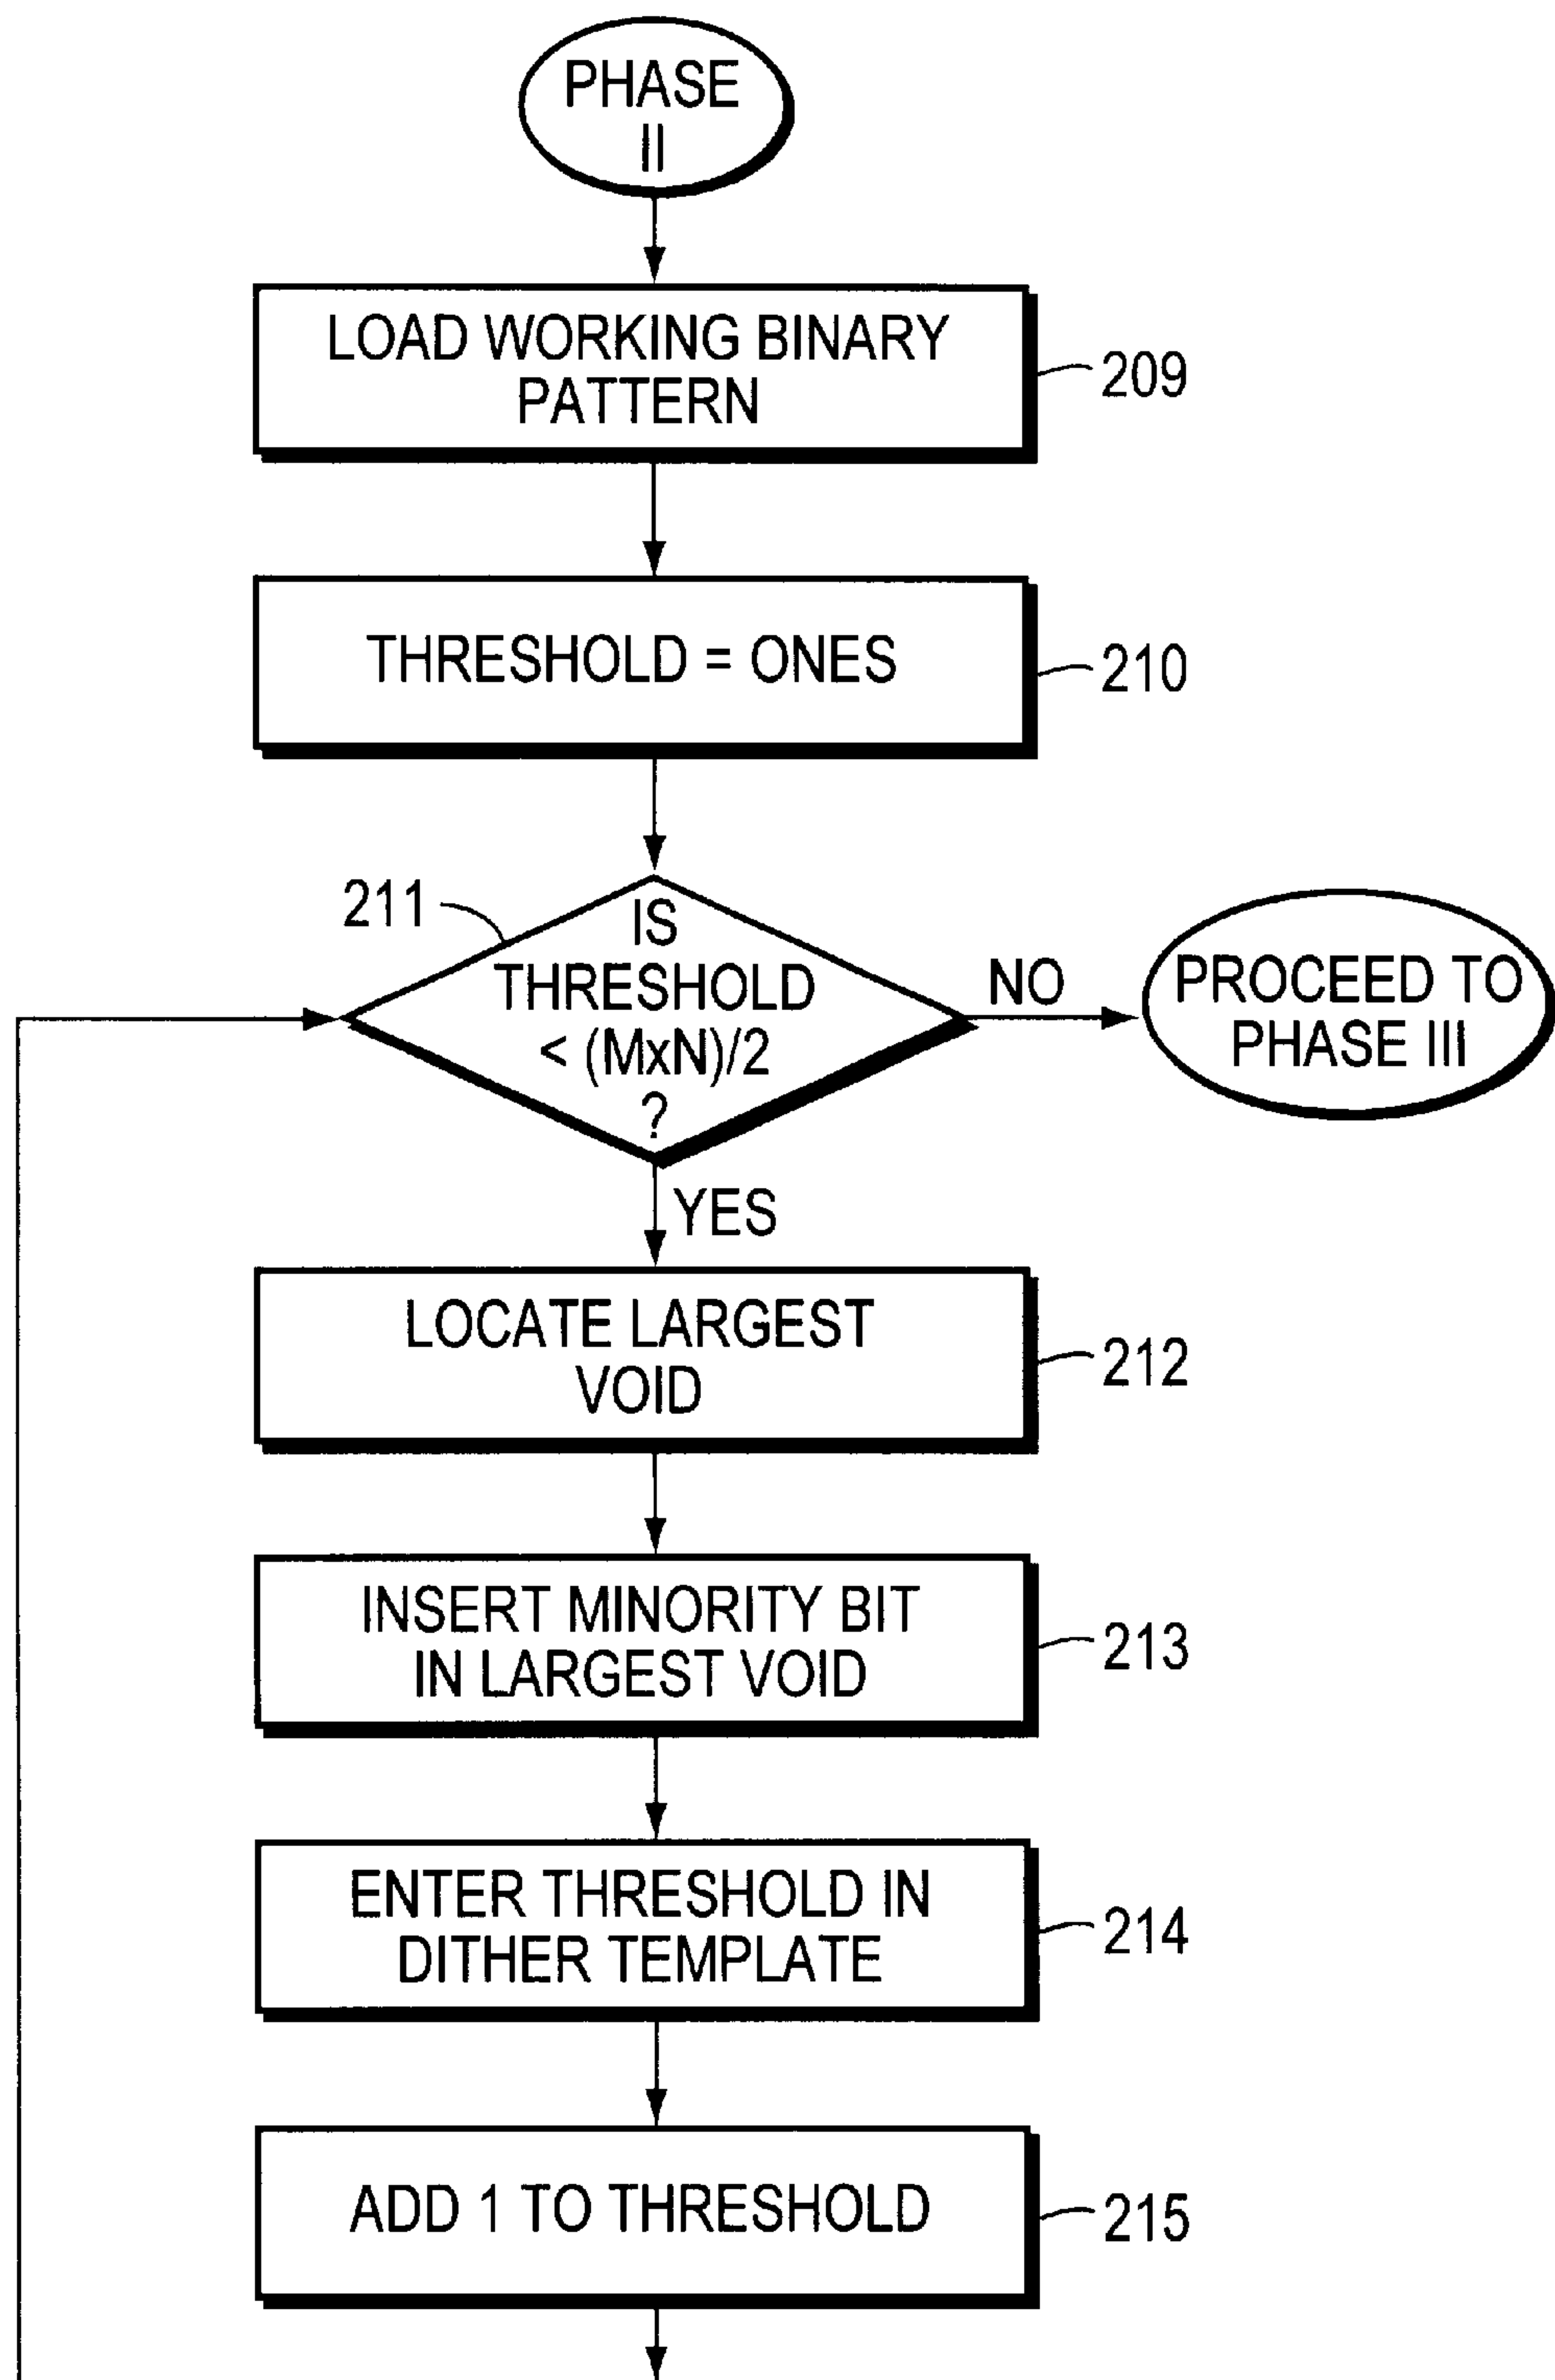 PHASE
II
LOAD WORKING BINARY
PATTERN
209
THRESHOLD = ONES
210
211
IS
THRESHOLD
< (MxN)/2
?
NO
PROCEED TO
PHASE III
YES
LOCATE LARGEST
VOID
212
INSERT MINORITY BIT
IN LARGEST VOID
213
ENTER THRESHOLD IN
DITHER TEMPLATE
214
ADD 1 TO THRESHOLD
215